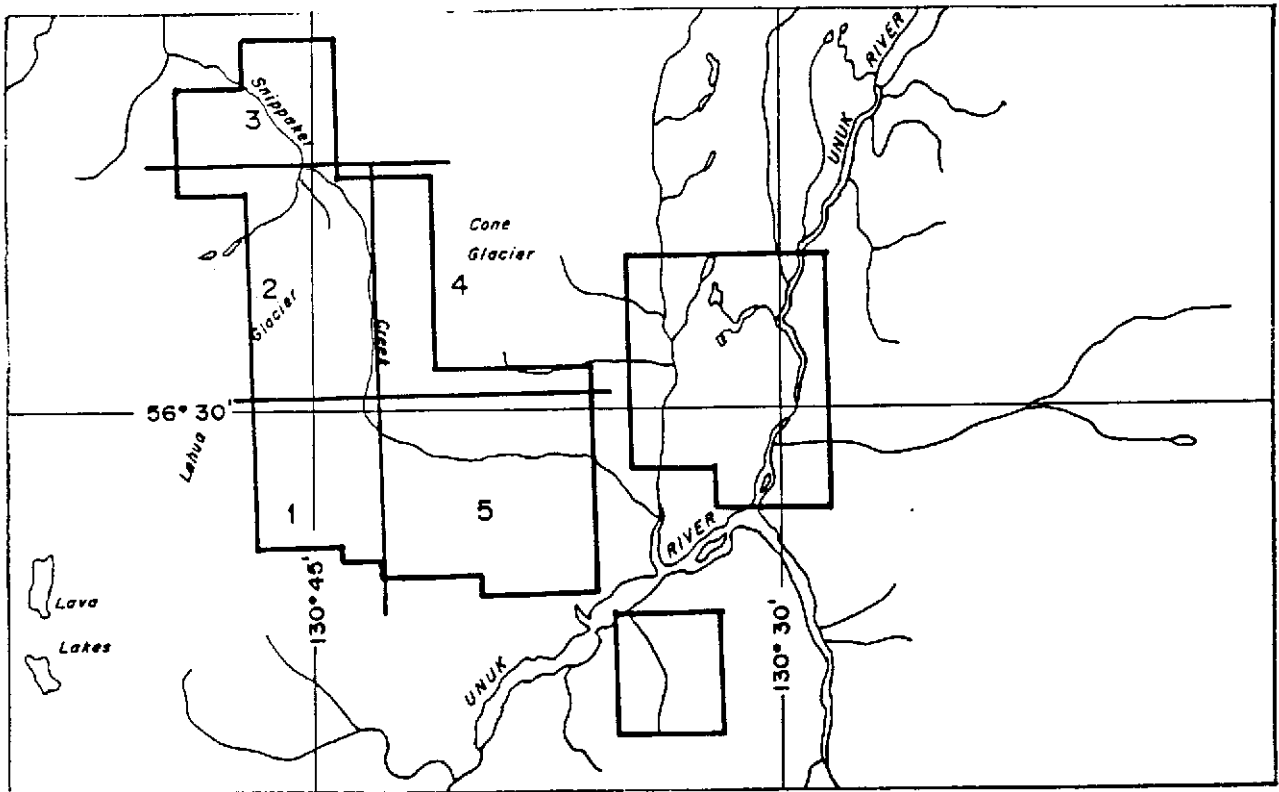 RIVER
UNUK
Snippaker
3
Cone
Glacier
2
4
Glacier
Creek
56° 30'
Lehua
1
5
RIVER
130° 45'
130° 30'
Lava
Lakes
UNUK